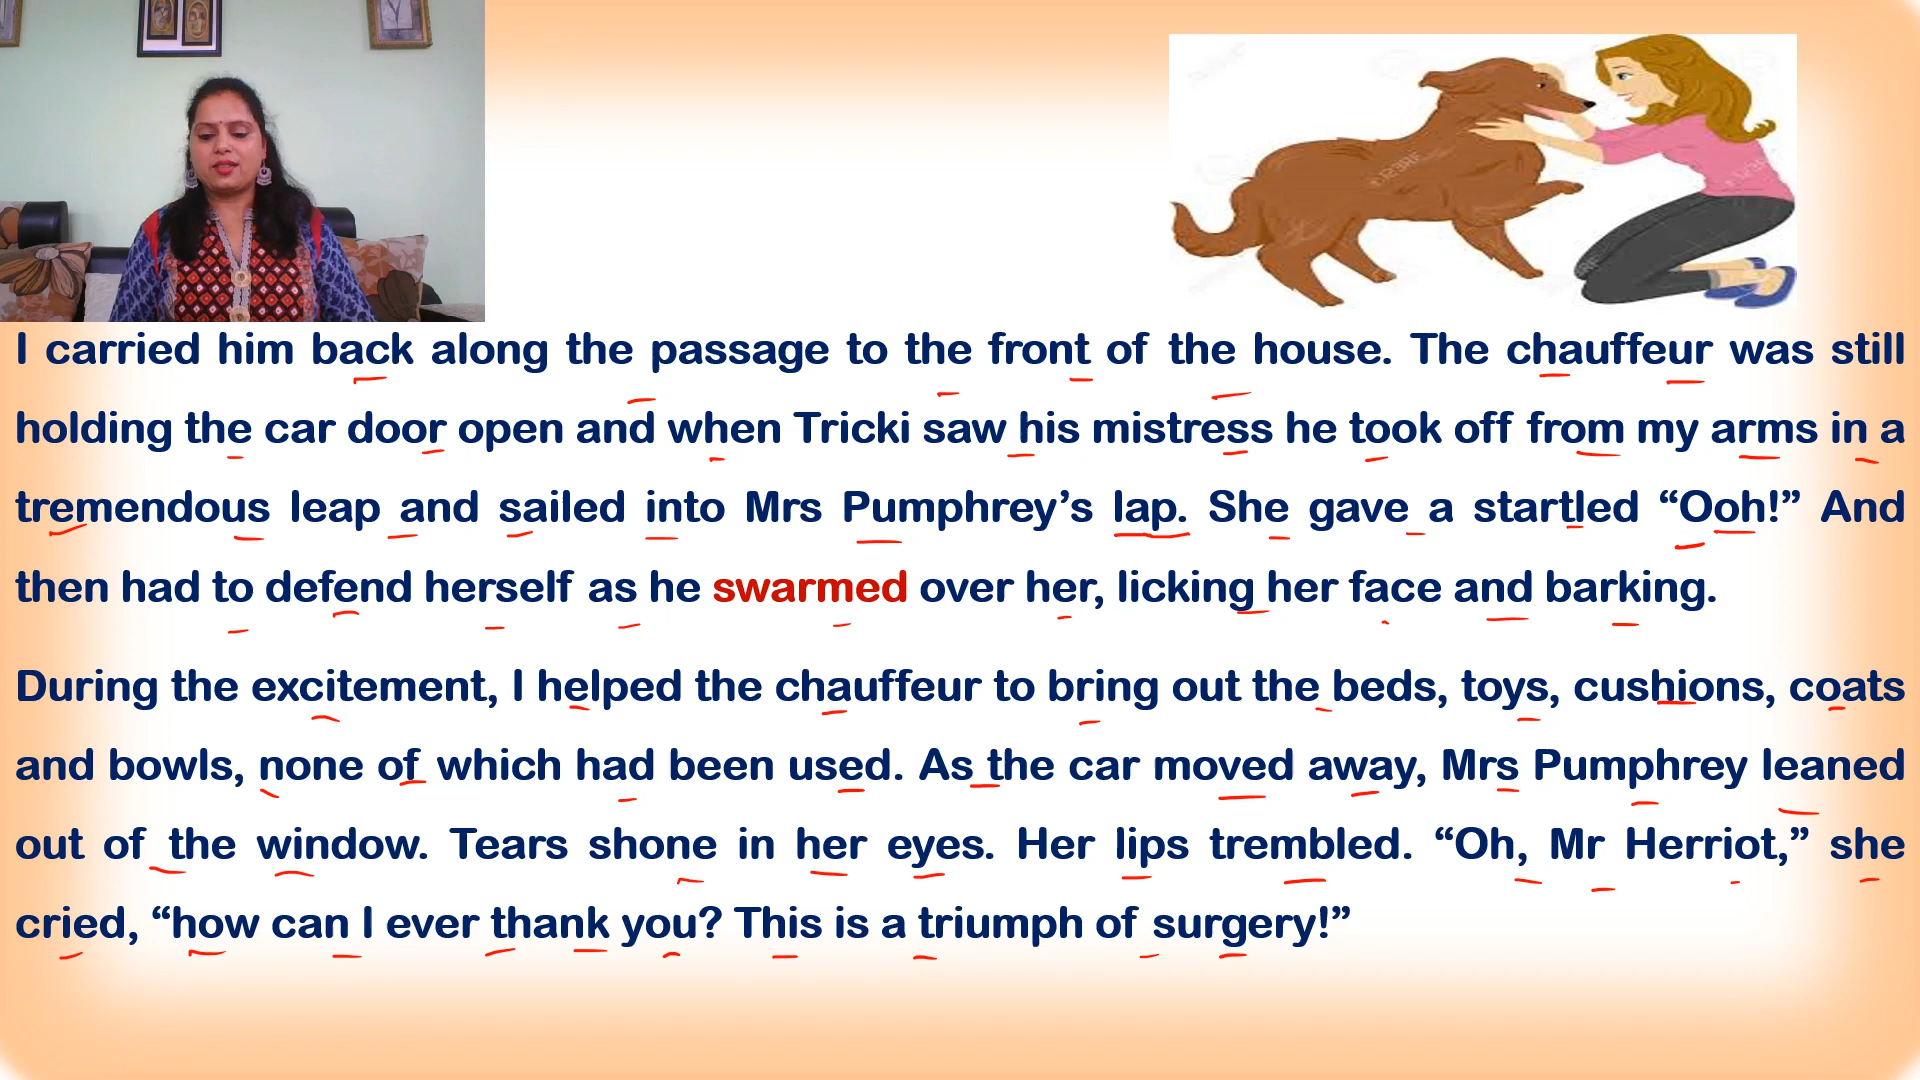 I carried him back along the passage to the front of the house. The chauffeur was still
holding the car door open and when Tricki saw his mistress he took off from my arms in a
tremendous leap and sailed into Mrs Pumphrey’s lap. She gave a startled “Ooh!” And
then had to defend herself as he swarmed over her, licking her face and barking.
During the excitement, I helped the chauffeur to bring out the beds, toys, cushions, coats
and bowls, none of which had been used. As the car moved away, Mrs Pumphrey leaned
out of the window. Tears shone in her eyes. Her lips trembled. “Oh, Mr Herriot,” she
cried, “how can I ever thank you? This is a triumph of surgery!”